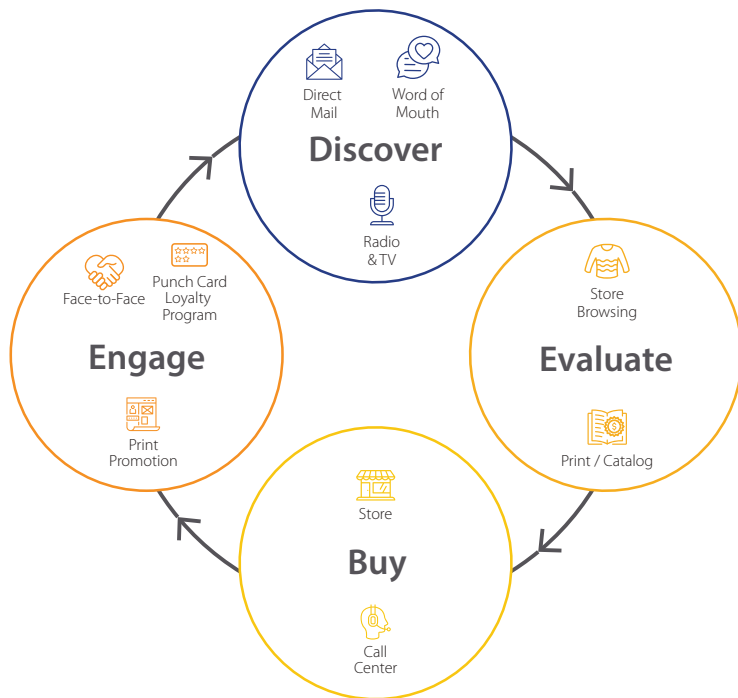 Direct
Mail
Word of
Mouth
Discover
Radio
& TV
Face-to-Face
Punch Card
Loyalty
Program
Engage
Print
Promotion
Store
Browsing
Evaluate
Print / Catalog
Store
Buy
Call
Center